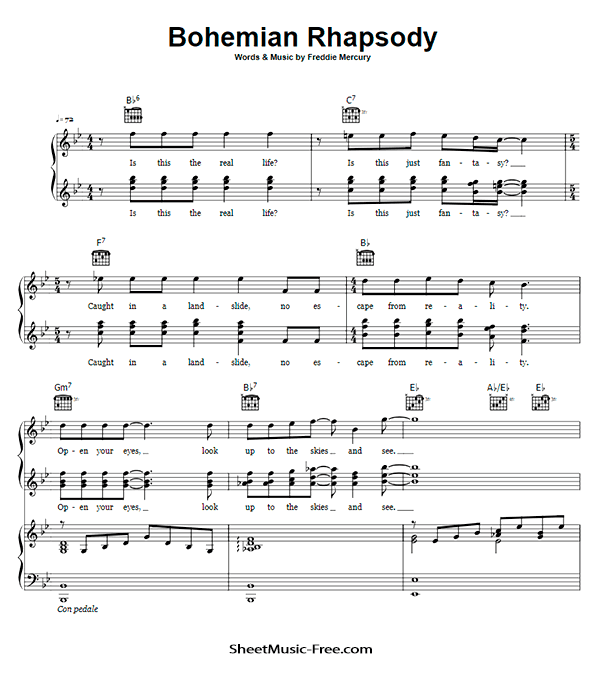 Bohemian Rhapsody
Words & Music by Freddie Mercury
B♭6 C7
♩= 72
Is this the real life? Is this just fan - ta - sy?
Is this the real life? Is this just fan - ta - sy?
F7 B♭
Caught in a land - slide, no es - cape from re - a - li - ty.
Caught in a land - slide, no es - cape from re - a - li - ty.
Gm7 B♭7 E♭ A♭/E♭ E♭
Op - en your eyes, look up to the skies and see.
Op - en your eyes, look up to the skies and see.
Con pedale
SheetMusic-Free.com